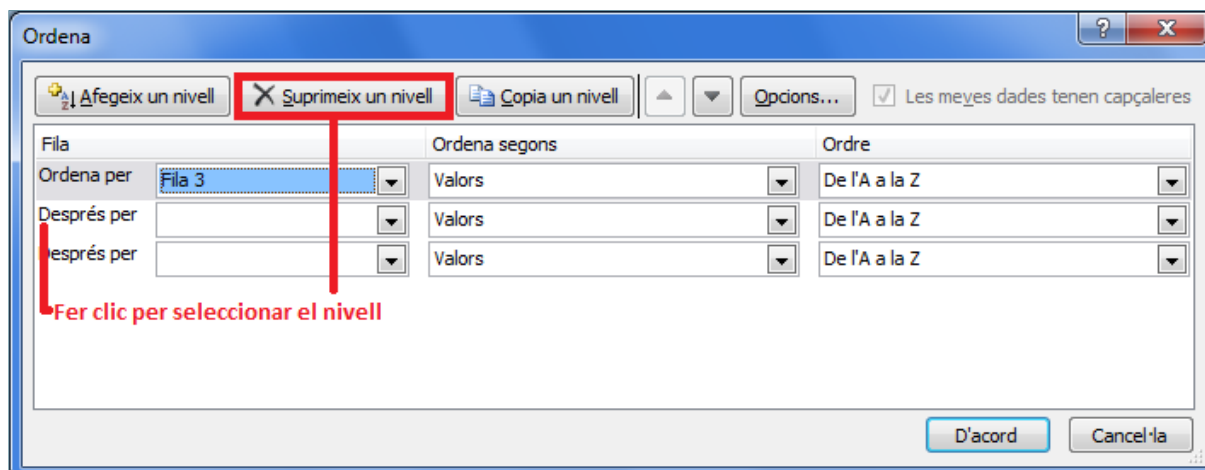 Ordena
Afegeix un nivell Suprimeix un nivell Copia un nivell Opcions... Les meves dades tenen capçaleres
Fila Ordena segons Ordre
Ordena per Fila 3 Valors De l'A a la Z
Després per Valors De l'A a la Z
Després per Valors De l'A a la Z
Fer clic per seleccionar el nivell
D'acord Cancel·la